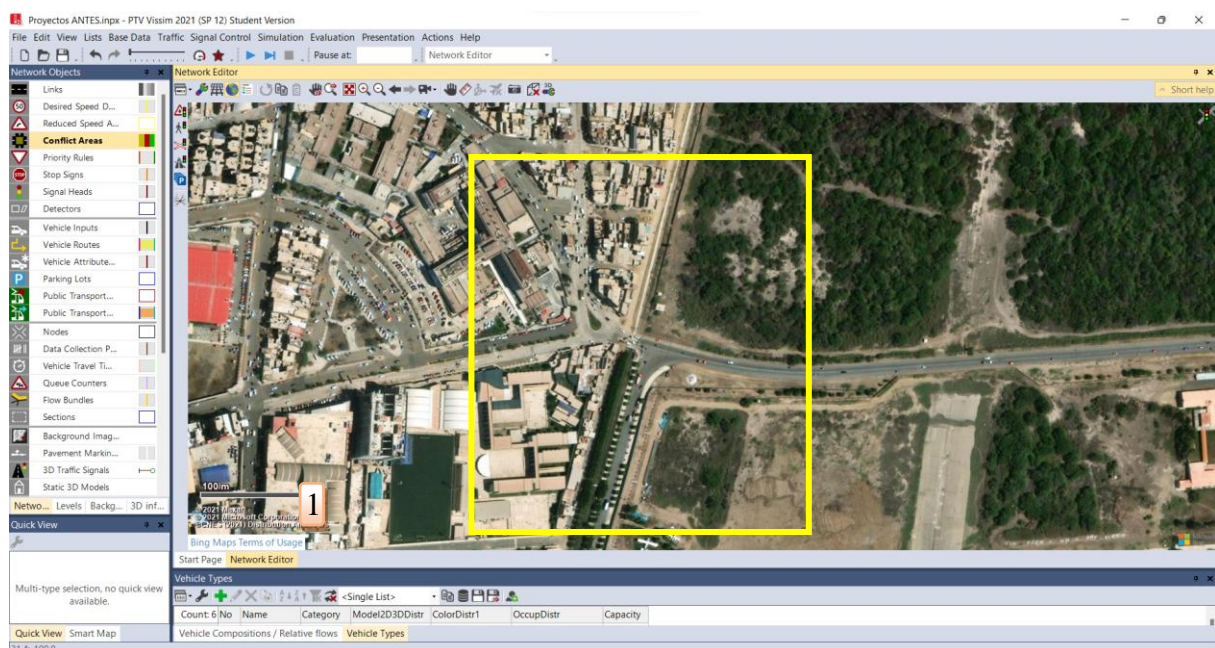 Proyectos ANTES.inpx - PTV Vissim 2021 (SP 12) Student Version
File Edit View Lists Base Data Traffic Signal Control Simulation Evaluation Presentation Actions Help
Pause at: Network Editor
Network Objects
Links
Desired Speed D...
Reduced Speed A...
Conflict Areas
Priority Rules
Stop Signs
Signal Heads
Detectors
Vehicle Inputs
Vehicle Routes
Vehicle Attribute...
Parking Lots
Public Transport...
Public Transport...
Nodes
Data Collection P...
Vehicle Travel Ti...
Queue Counters
Flow Bundles
Sections
Background Imag...
Pavement Markin...
3D Traffic Signals
Static 3D Models
Netwo... Levels Backg... 3D inf...
Quick View
Multi-type selection, no quick view
available.
Quick View Smart Map
Network Editor
Short help
100 m
1
© 2021 Microsoft Corporation
Bing Maps Terms of Usage
Start Page Network Editor
Vehicle Types
<Single List>
Count: 6 No Name Category Model2D3DDistr ColorDistr1 OccupDistr Capacity
Vehicle Compositions / Relative flows Vehicle Types